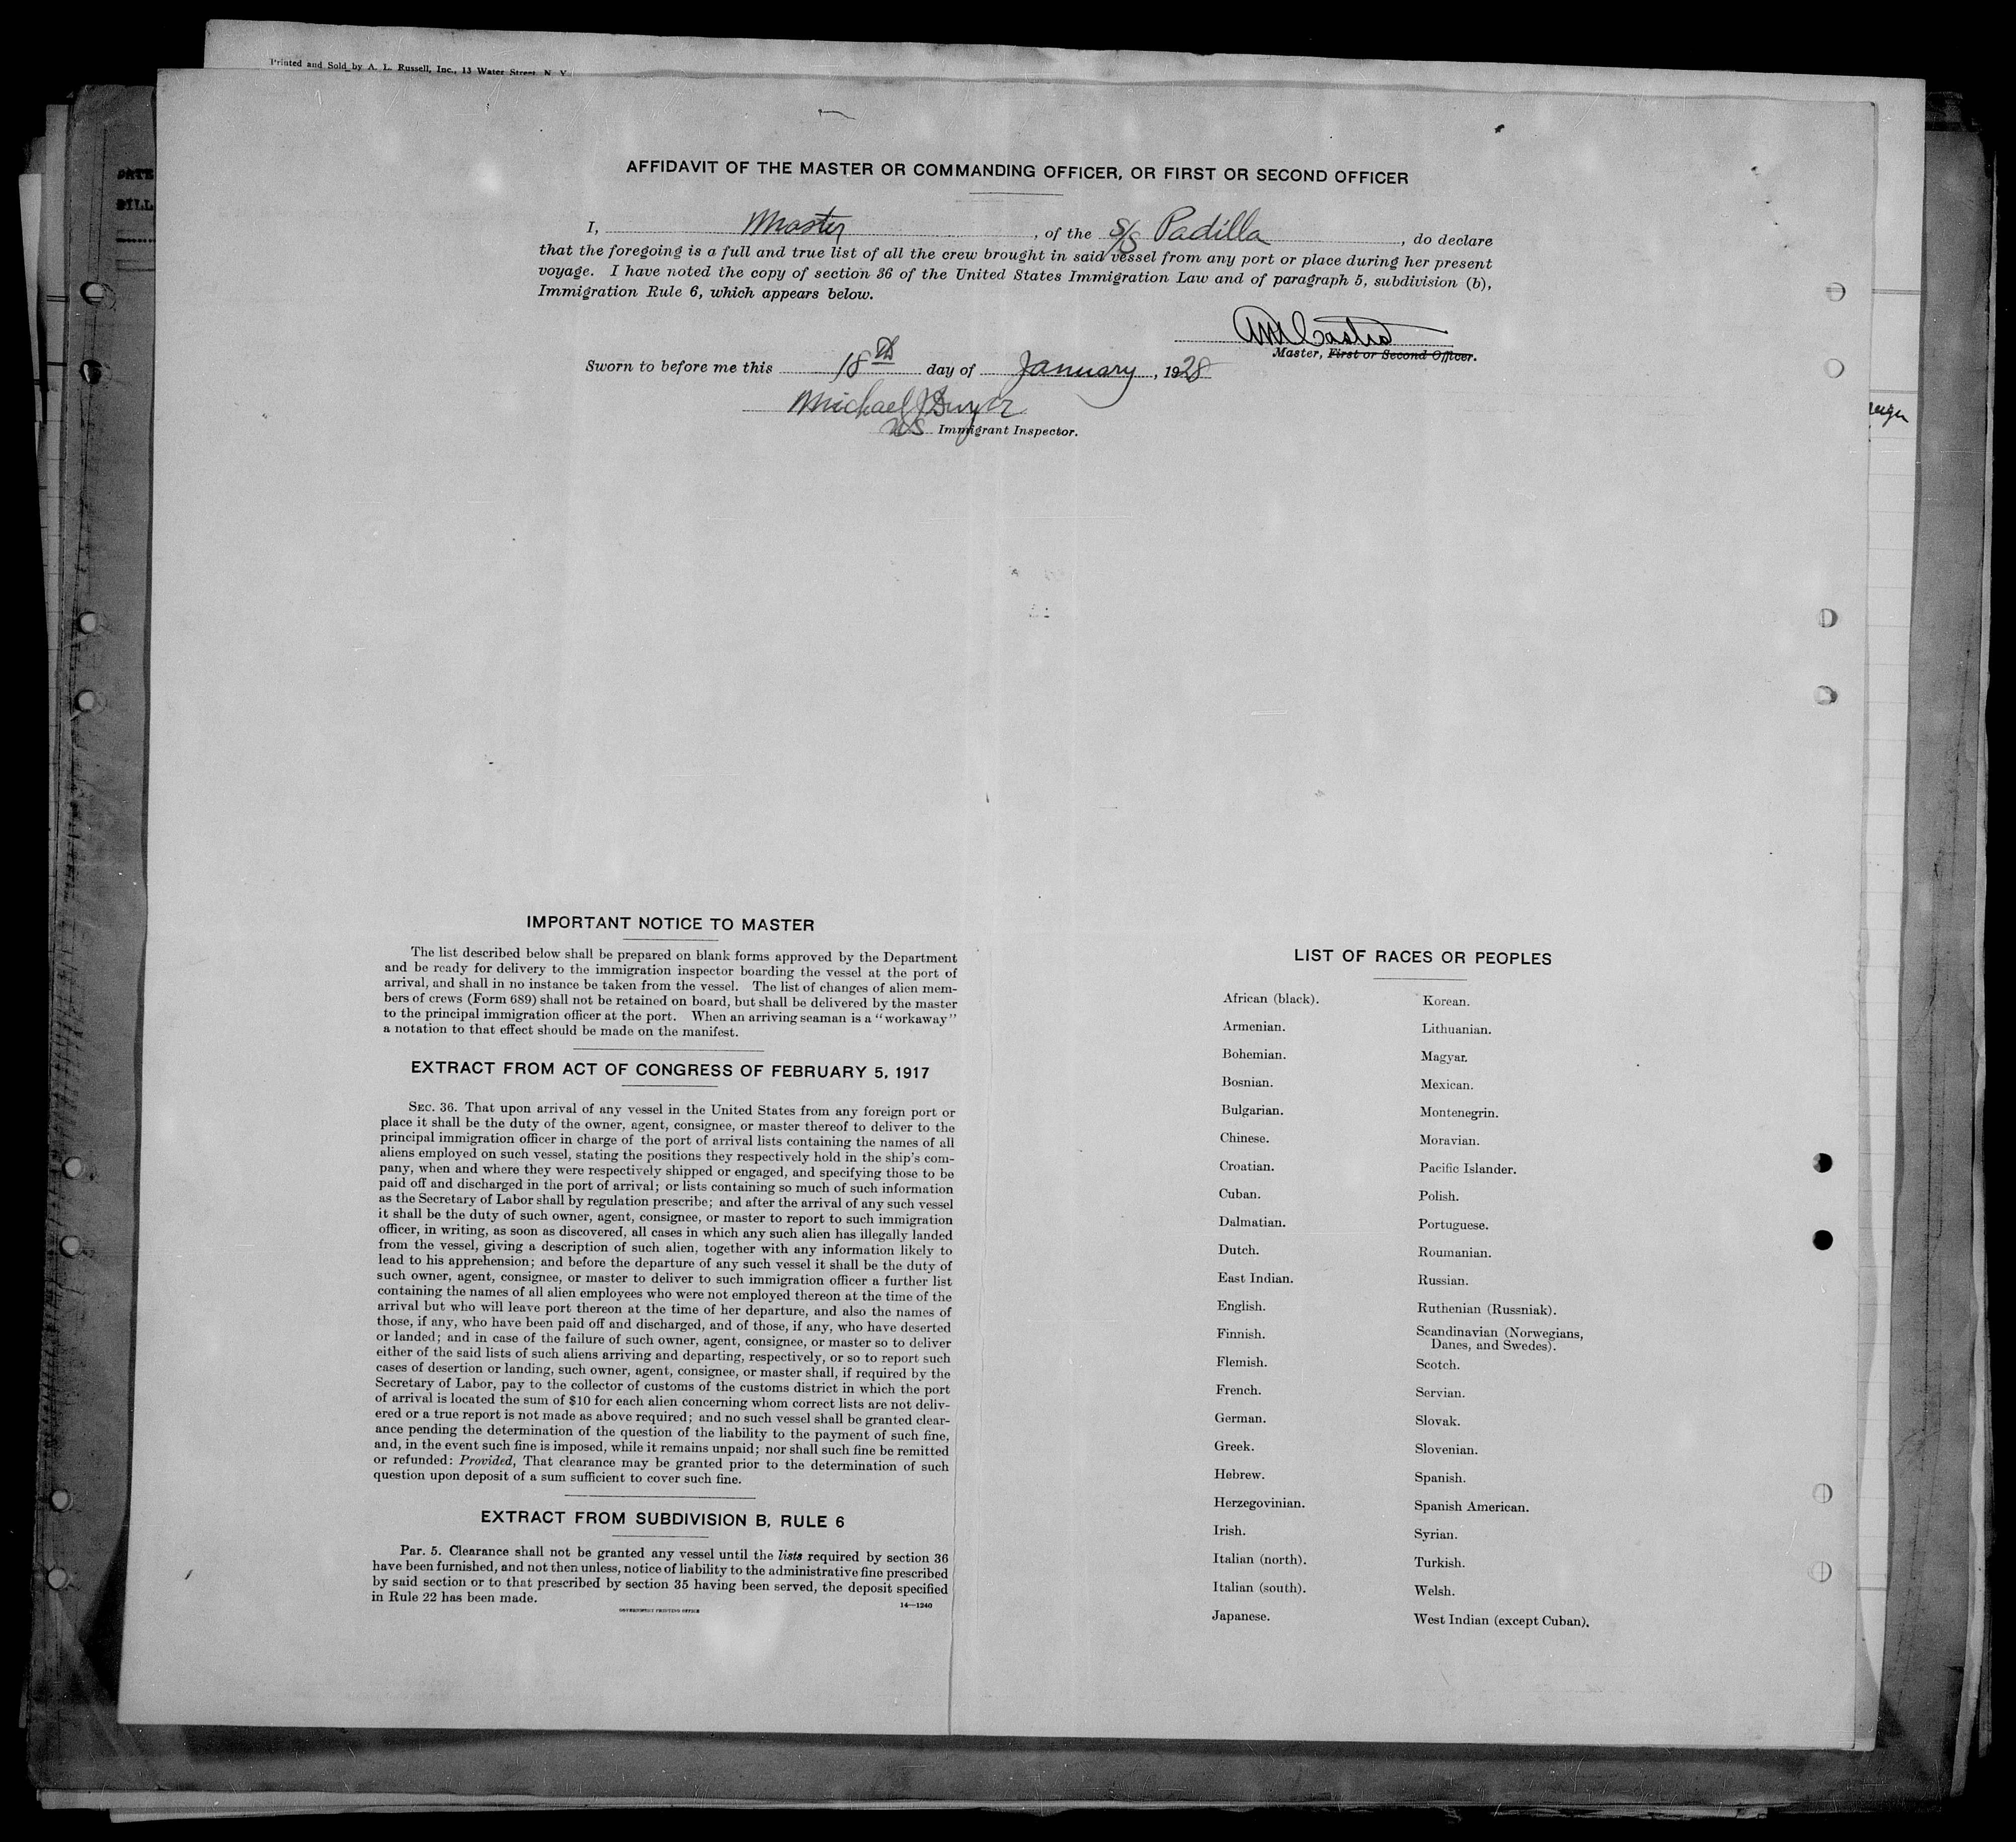 Printed and Sold by A. L. Russell, Inc., 13 Water Street, N. Y.
DATE
BILL
AFFIDAVIT OF THE MASTER OR COMMANDING OFFICER, OR FIRST OR SECOND OFFICER
I, Master, of the S/S Padilla, do declare
that the foregoing is a full and true list of all the crew brought in said vessel from any port or place during her present
voyage. I have noted the copy of section 36 of the United States Immigration Law and of paragraph 5, subdivision (b),
Immigration Rule 6, which appears below.
Master, First or Second Officer.
Sworn to before me this 18th day of January, 1928
Michael J Dwyer
US Immigrant Inspector.
IMPORTANT NOTICE TO MASTER
The list described below shall be prepared on blank forms approved by the Department
and be ready for delivery to the immigration inspector boarding the vessel at the port of
arrival, and shall in no instance be taken from the vessel. The list of changes of alien mem-
bers of crews (Form 689) shall not be retained on board, but shall be delivered by the master
to the principal immigration officer at the port. When an arriving seaman is a "workaway"
a notation to that effect should be made on the manifest.
EXTRACT FROM ACT OF CONGRESS OF FEBRUARY 5, 1917
SEC. 36. That upon arrival of any vessel in the United States from any foreign port or
place it shall be the duty of the owner, agent, consignee, or master thereof to deliver to the
principal immigration officer in charge of the port of arrival lists containing the names of all
aliens employed on such vessel, stating the positions they respectively hold in the ship's com-
pany, when and where they were respectively shipped or engaged, and specifying those to be
paid off and discharged in the port of arrival; or lists containing so much of such information
as the Secretary of Labor shall by regulation prescribe; and after the arrival of any such vessel
it shall be the duty of such owner, agent, consignee, or master to report to such immigration
officer, in writing, as soon as discovered, all cases in which any such alien has illegally landed
from the vessel, giving a description of such alien, together with any information likely to
lead to his apprehension; and before the departure of any such vessel it shall be the duty of
such owner, agent, consignee, or master to deliver to such immigration officer a further list
containing the names of all alien employees who were not employed thereon at the time of the
arrival but who will leave port thereon at the time of her departure, and also the names of
those, if any, who have been paid off and discharged, and of those, if any, who have deserted
or landed; and in case of the failure of such owner, agent, consignee, or master so to deliver
either of the said lists of such aliens arriving and departing, respectively, or so to report such
cases of desertion or landing, such owner, agent, consignee, or master shall, if required by the
Secretary of Labor, pay to the collector of customs of the customs district in which the port
of arrival is located the sum of $10 for each alien concerning whom correct lists are not deliv-
ered or a true report is not made as above required; and no such vessel shall be granted clear-
ance pending the determination of the question of the liability to the payment of such fine,
and, in the event such fine is imposed, while it remains unpaid; nor shall such fine be remitted
or refunded: Provided, That clearance may be granted prior to the determination of such
question upon deposit of a sum sufficient to cover such fine.
EXTRACT FROM SUBDIVISION B, RULE 6
Par. 5. Clearance shall not be granted any vessel until the lists required by section 36
have been furnished, and not then unless, notice of liability to the administrative fine prescribed
by said section or to that prescribed by section 35 having been served, the deposit specified
in Rule 22 has been made.
GOVERNMENT PRINTING OFFICE 14—1240
LIST OF RACES OR PEOPLES
African (black).
Armenian.
Bohemian.
Bosnian.
Bulgarian.
Chinese.
Croatian.
Cuban.
Dalmatian.
Dutch.
East Indian.
English.
Finnish.
Flemish.
French.
German.
Greek.
Hebrew.
Herzegovinian.
Irish.
Italian (north).
Italian (south).
Japanese.
Korean.
Lithuanian.
Magyar.
Mexican.
Montenegrin.
Moravian.
Pacific Islander.
Polish.
Portuguese.
Roumanian.
Russian.
Ruthenian (Russniak).
Scandinavian (Norwegians,
Danes, and Swedes).
Scotch.
Servian.
Slovak.
Slovenian.
Spanish.
Spanish American.
Syrian.
Turkish.
Welsh.
West Indian (except Cuban).